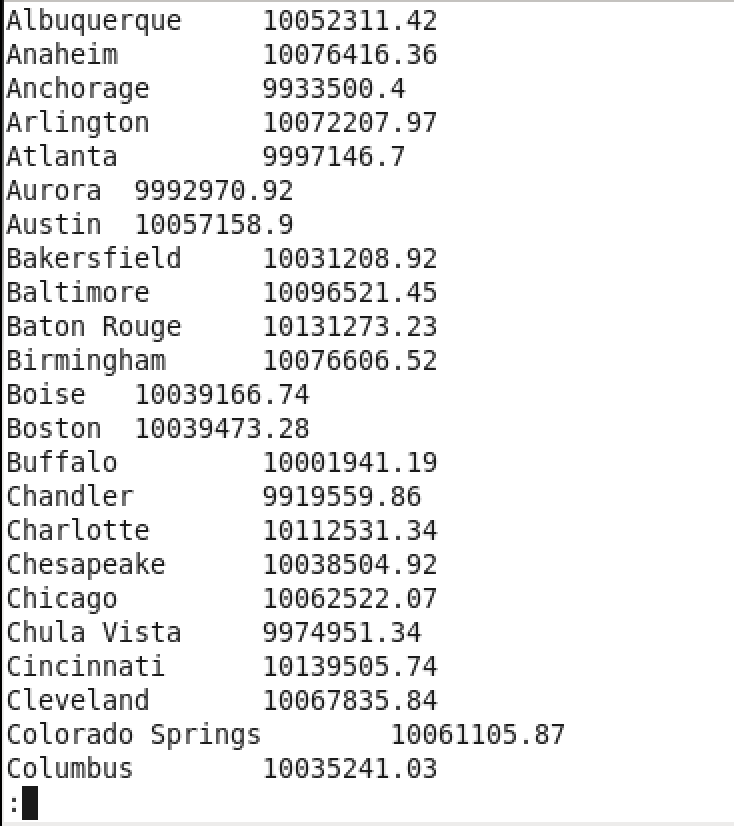 Albuquerque	10052311.42
Anaheim	10076416.36
Anchorage	9933500.4
Arlington	10072207.97
Atlanta	9997146.7
Aurora	9992970.92
Austin	10057158.9
Bakersfield	10031208.92
Baltimore	10096521.45
Baton Rouge	10131273.23
Birmingham	10076606.52
Boise	10039166.74
Boston	10039473.28
Buffalo	10001941.19
Chandler	9919559.86
Charlotte	10112531.34
Chesapeake	10038504.92
Chicago	10062522.07
Chula Vista	9974951.34
Cincinnati	10139505.74
Cleveland	10067835.84
Colorado Springs	10061105.87
Columbus	10035241.03
: